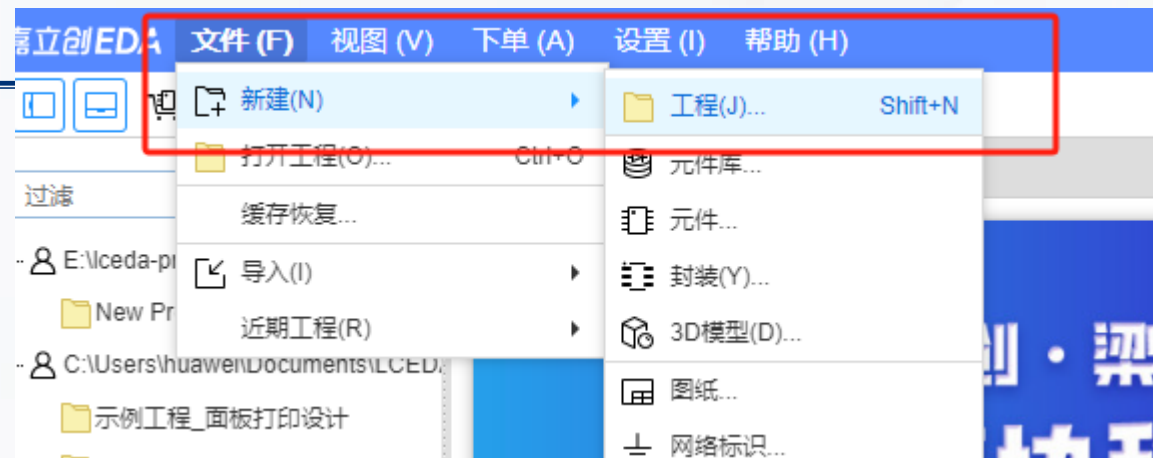 嘉立创EDA 文件 (F) 视图 (V) 下单 (A) 设置 (I) 帮助 (H)
新建(N)
工程(J)... Shift+N
打开工程(O)... Ctrl+O
元件库...
过滤
缓存恢复...
元件...
E:\lceda-pr
导入(I)
封装(Y)...
New Pr
近期工程(R)
3D模型(D)...
创·梁
C:\Users\huawei\Documents\LCED
图纸...
示例工程_面板打印设计
网络标识...